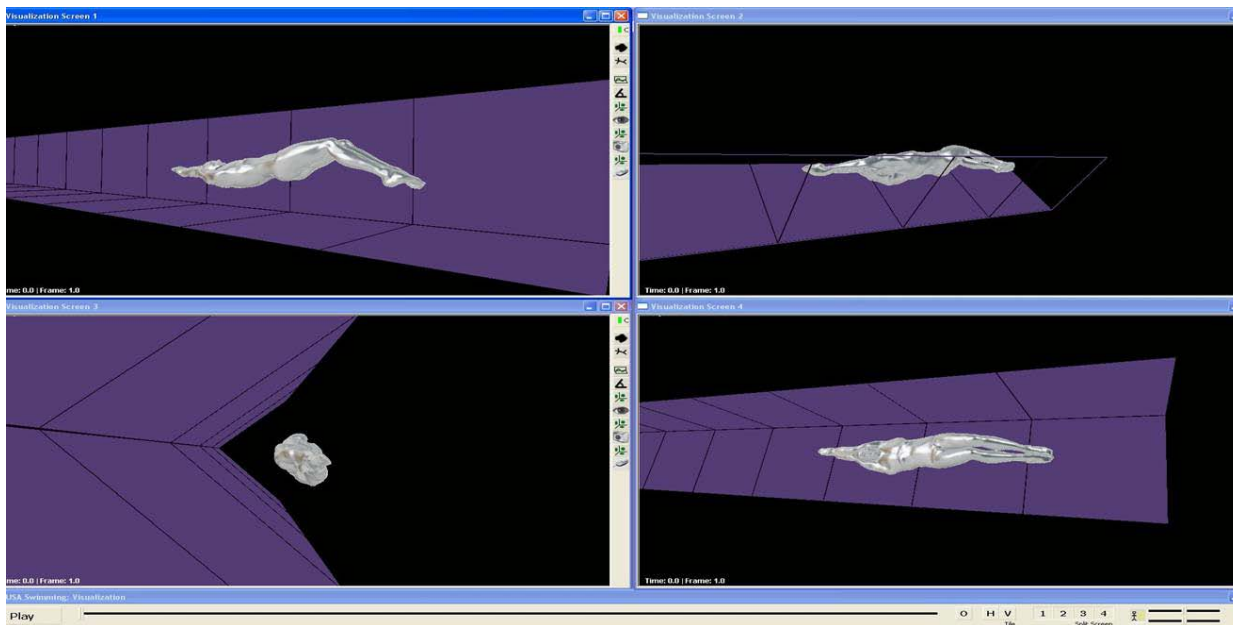 Visualization Screen 1
Visualization Screen 2
C
me: 0.0 | Frame: 1.0
Time: 0.0 | Frame: 1.0
Visualization Screen 3
Visualization Screen 4
C
me: 0.0 | Frame: 1.0
Time: 0.0 | Frame: 1.0
USA Swimming: Visualization
Play O H V 1 2 3 4
Tile Split Screen